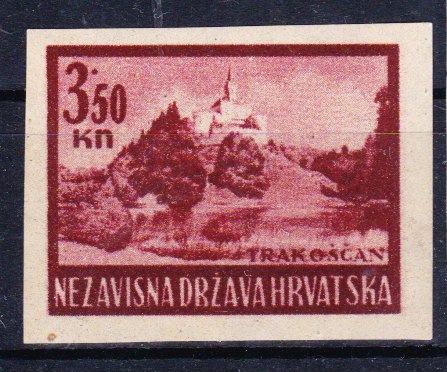 3.50
Kn
TRAKOŠĆAN
NEZAVISNA DRŽAVA HRVATSKA